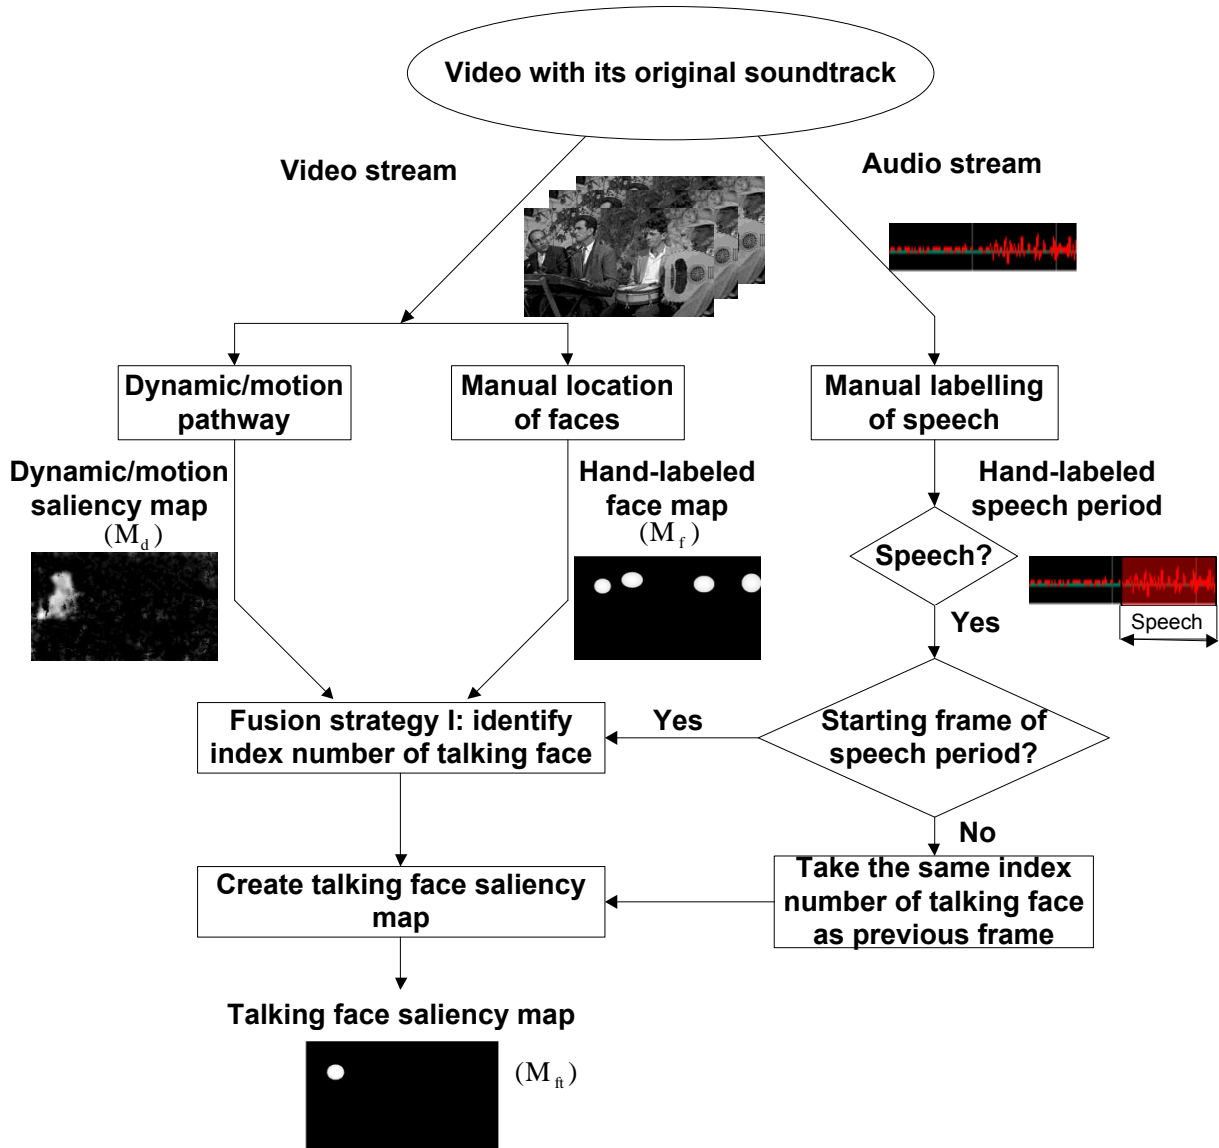 Video with its original soundtrack
Video stream
Audio stream
Dynamic/motion
pathway
Manual location
of faces
Manual labelling
of speech
Dynamic/motion
saliency map
(M_d)
Hand-labeled
face map
(M_f)
Hand-labeled
speech period
Speech?
Speech
Yes
Fusion strategy I: identify
index number of talking face
Yes
Starting frame of
speech period?
No
Create talking face saliency
map
Take the same index
number of talking face
as previous frame
Talking face saliency map
(M_ft)